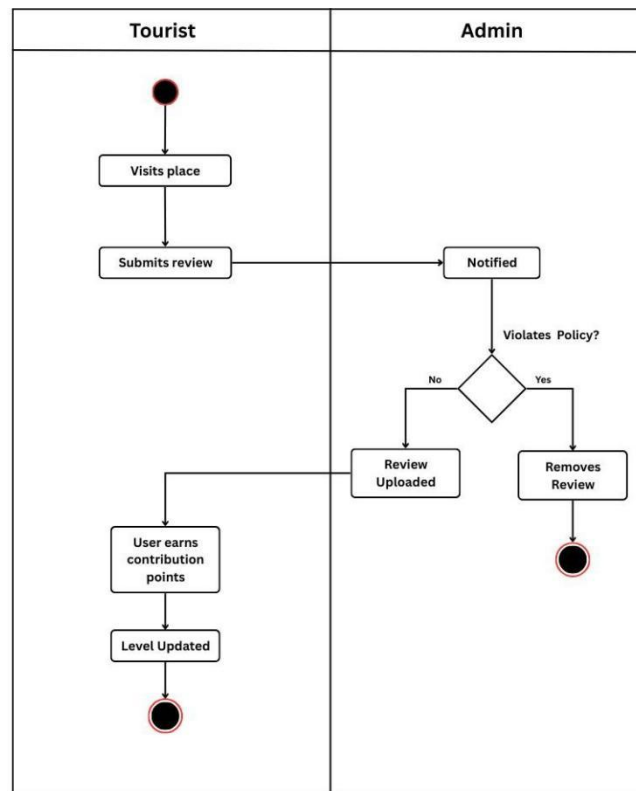 Tourist
Admin
Visits place
Submits review
Notified
Violates Policy?
No
Yes
Review
Uploaded
Removes
Review
User earns
contribution
points
Level Updated